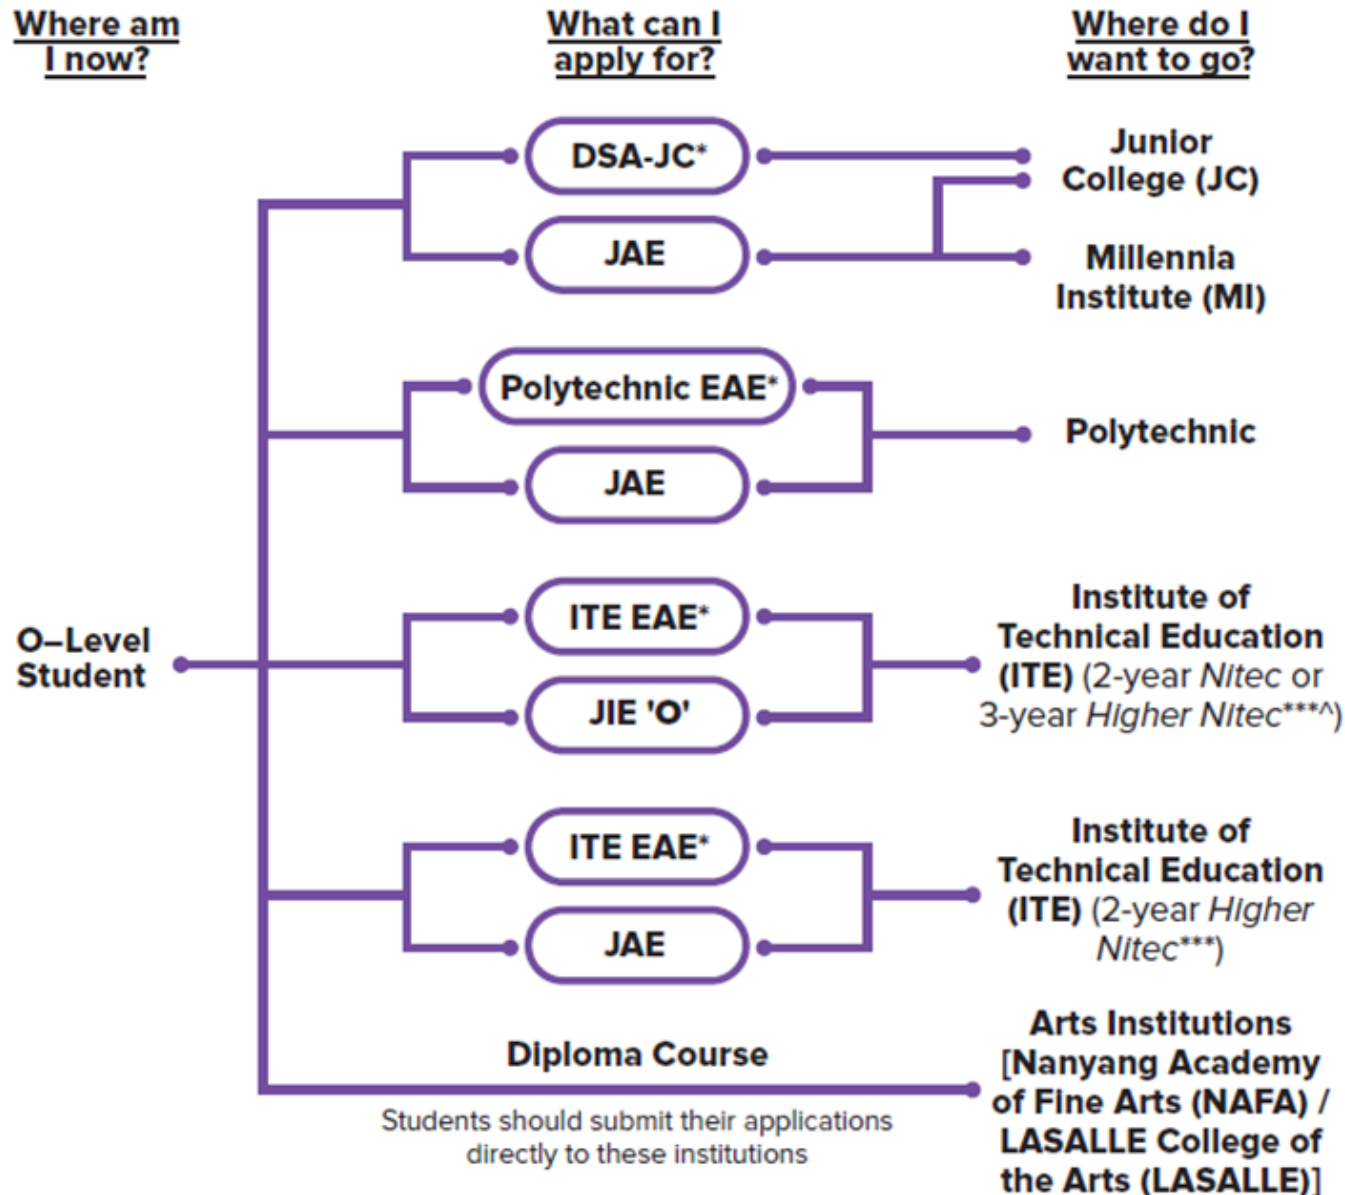 Where am
I now?
What can I
apply for?
Where do I
want to go?
DSA-JC*
Junior
College (JC)
JAE
Millennia
Institute (MI)
Polytechnic EAE*
JAE
Polytechnic
O–Level
Student
ITE EAE*
JIE 'O'
Institute of
Technical Education
(ITE) (2-year Nitec or
3-year Higher Nitec***^)
ITE EAE*
JAE
Institute of
Technical Education
(ITE) (2-year Higher
Nitec***)
Diploma Course
Students should submit their applications
directly to these institutions
Arts Institutions
[Nanyang Academy
of Fine Arts (NAFA) /
LASALLE College of
the Arts (LASALLE)]